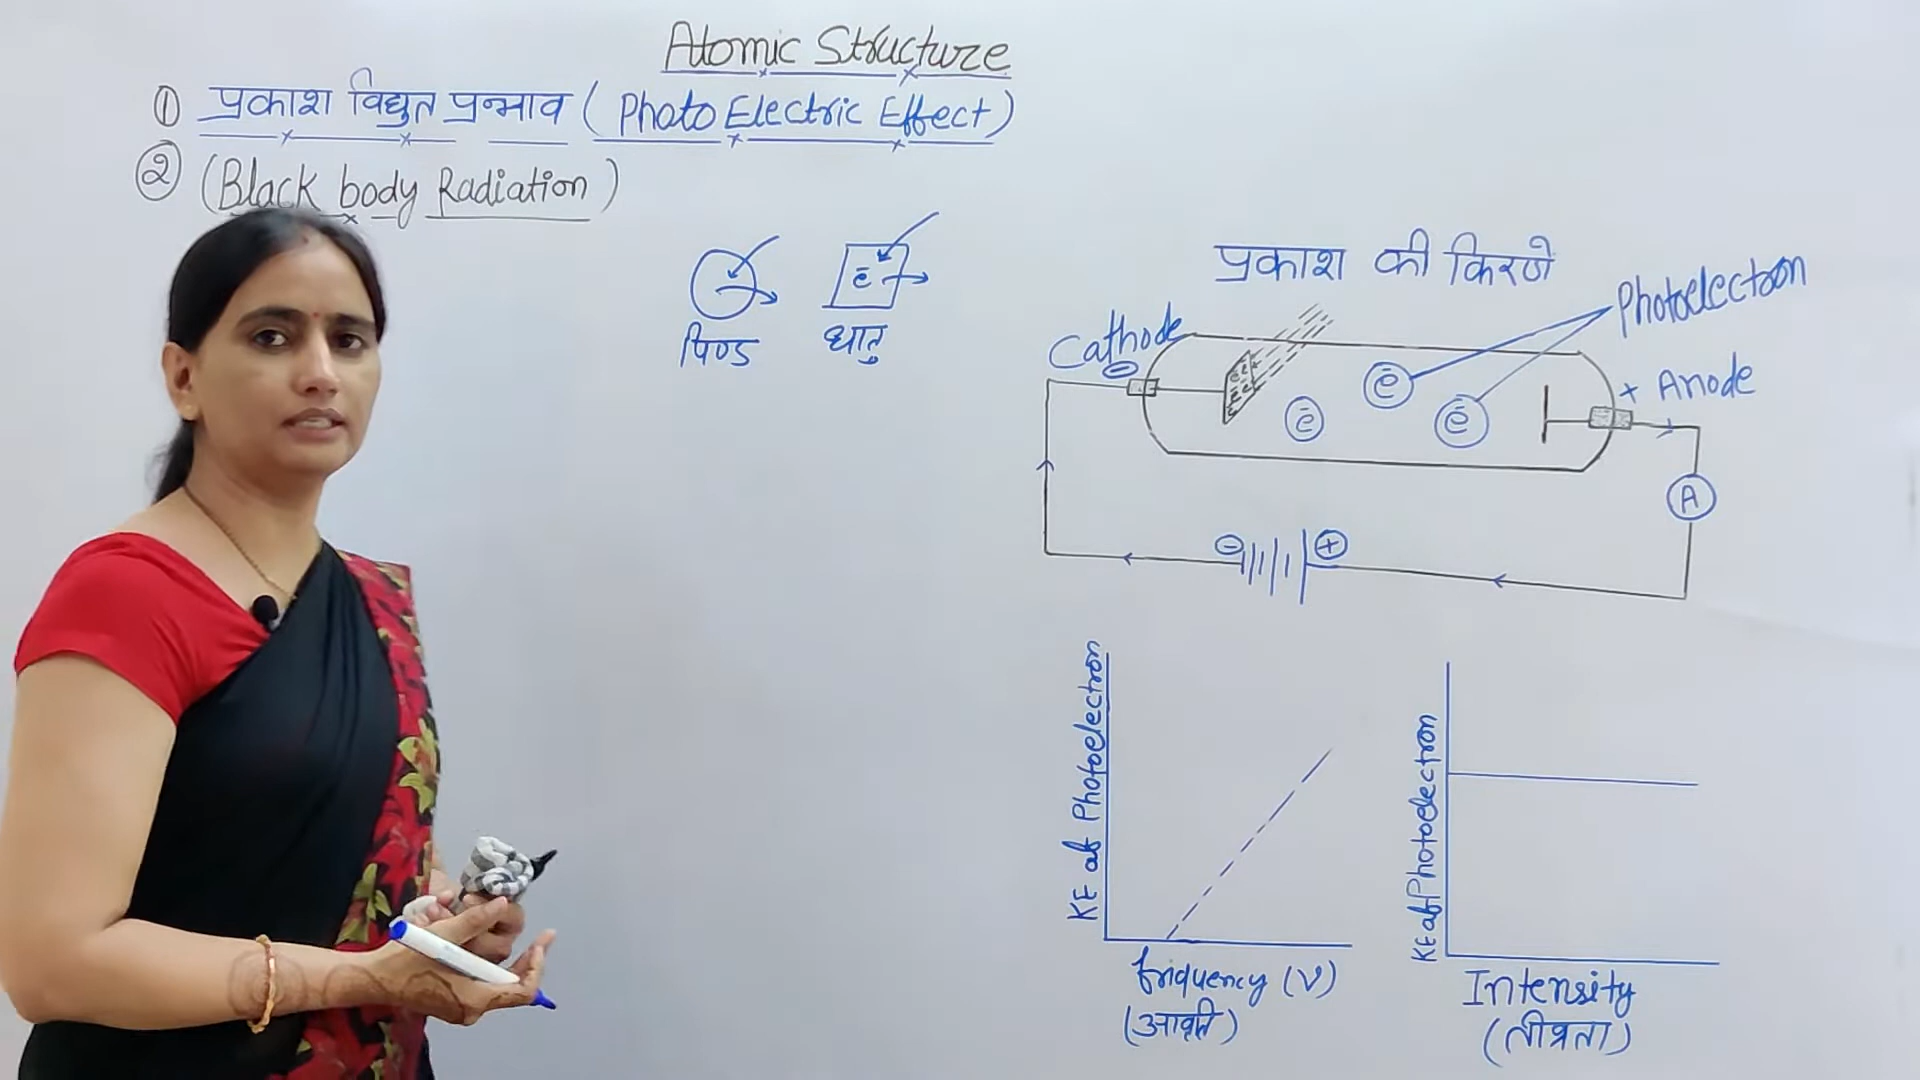 Atomic Structure
① प्रकाश विद्युत प्रभाव ( Photo Electric Effect )
② (Black body Radiation )
e̅
पिण्ड
धातु
प्रकाश की किरणे
Photoelectron
Cathode
⊖
+ Anode
e̅
e̅
e̅
A
⊖
⊕
KE of Photoelectron
friquency (ν)
(आवृति)
KE of Photoelectron
Intensity
(तीव्रता)